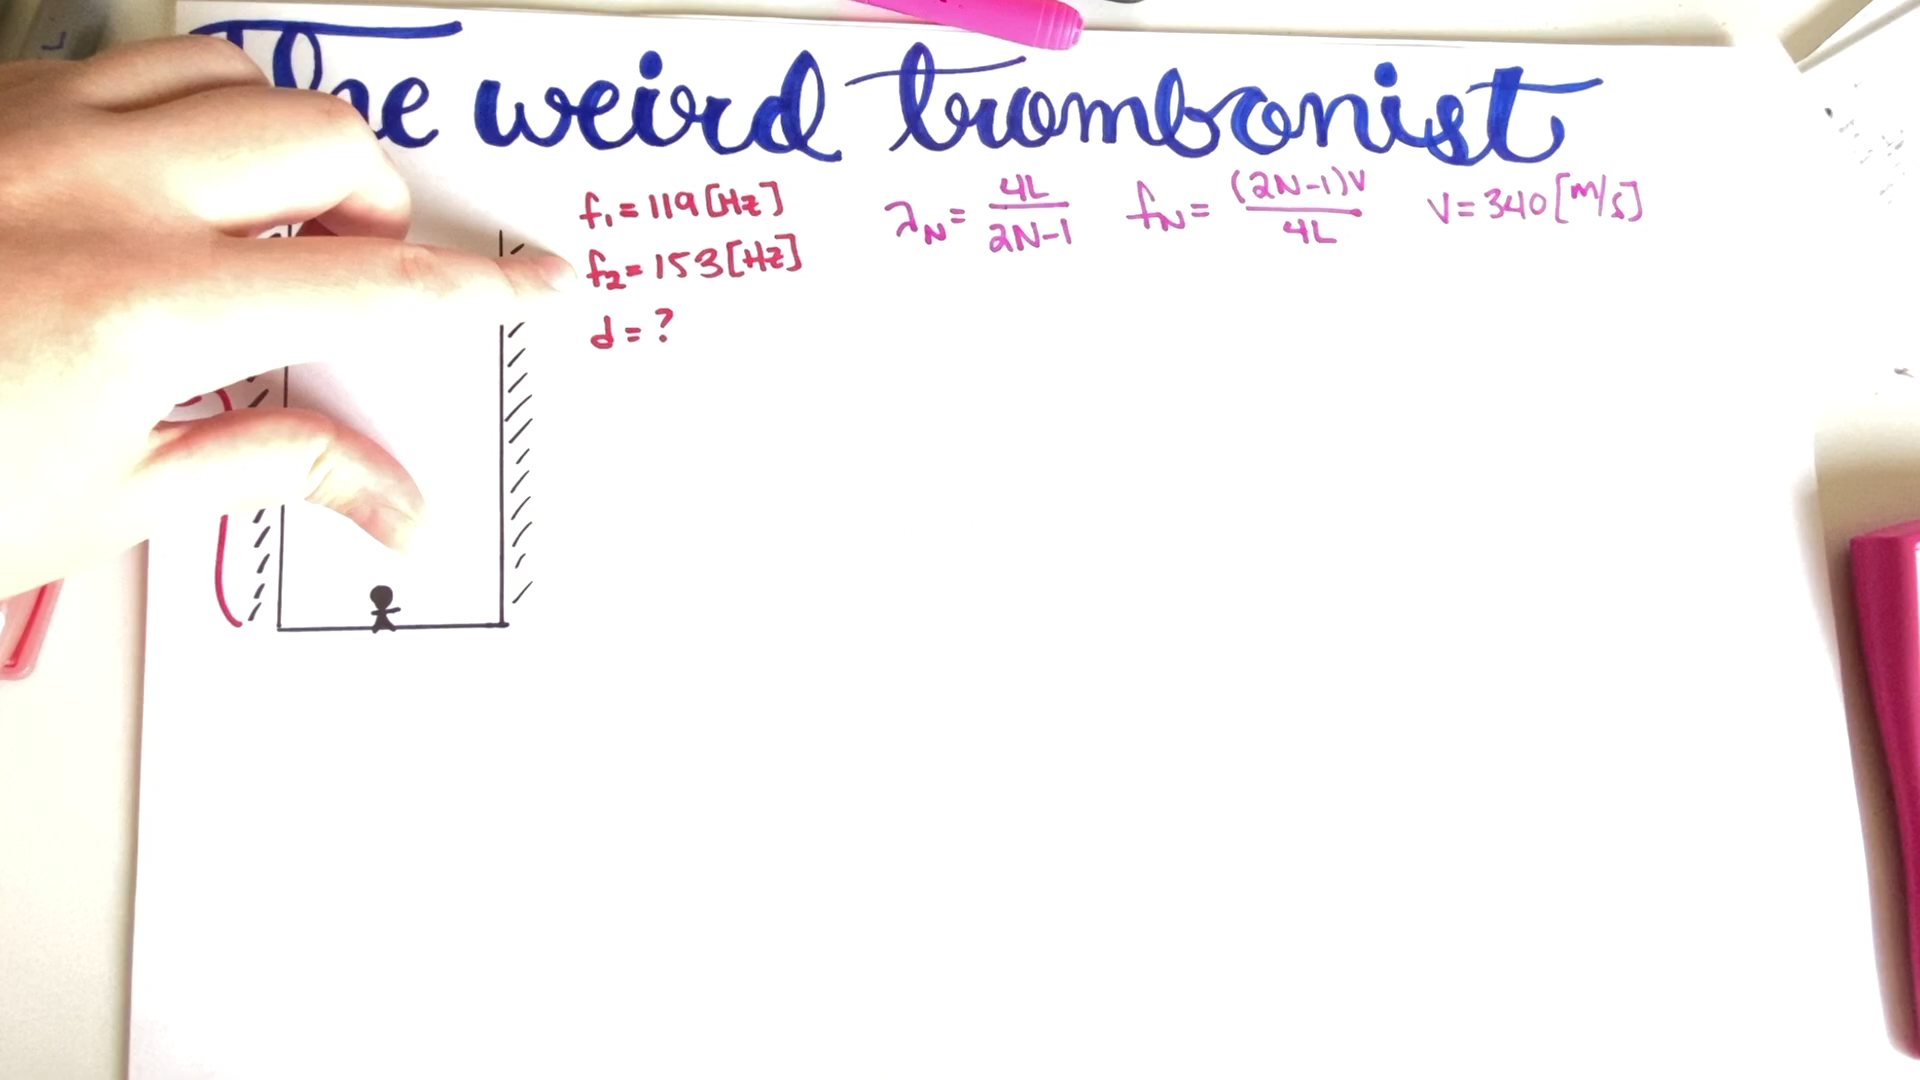 The weird trombonist
f₁ = 119 [Hz]
f₂ = 153 [Hz]
d = ?
λN = 4L / 2N-1 fN = (2N-1)V / 4L V = 340 [m/s]